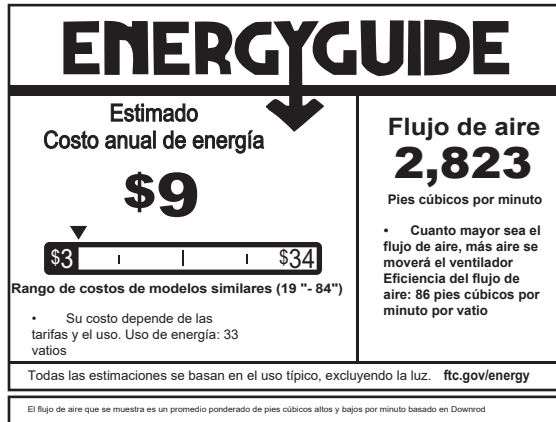 ENERGYGUIDE
Estimado
Costo anual de energía
$9
$3 $34
Rango de costos de modelos similares (19 "- 84")
• Su costo depende de las
tarifas y el uso. Uso de energía: 33
vatios
Flujo de aire
2,823
Pies cúbicos por minuto
• Cuanto mayor sea el
flujo de aire, más aire se
moverá el ventilador
Eficiencia del flujo de
aire: 86 pies cúbicos por
minuto por vatio
Todas las estimaciones se basan en el uso típico, excluyendo la luz. ftc.gov/energy
El flujo de aire que se muestra es un promedio ponderado de pies cúbicos altos y bajos por minuto basado en Downrod